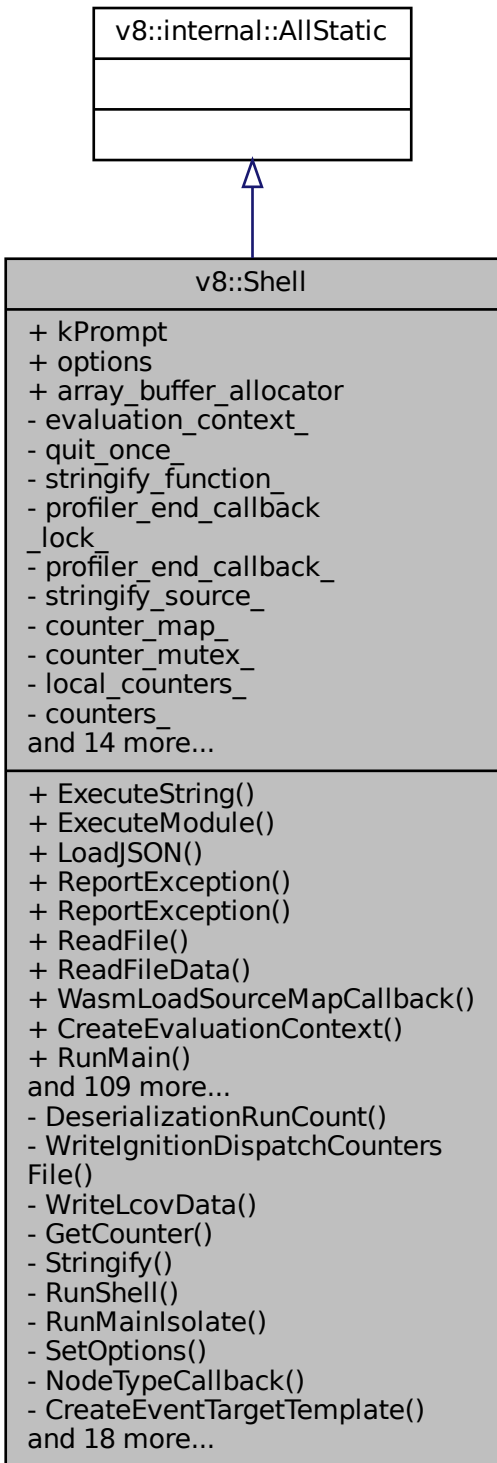 v8::internal::AllStatic
v8::Shell
+ kPrompt
+ options
+ array_buffer_allocator
- evaluation_context_
- quit_once_
- stringify_function_
- profiler_end_callback
_lock_
- profiler_end_callback_
- stringify_source_
- counter_map_
- counter_mutex_
- local_counters_
- counters_
and 14 more...
+ ExecuteString()
+ ExecuteModule()
+ LoadJSON()
+ ReportException()
+ ReportException()
+ ReadFile()
+ ReadFileData()
+ WasmLoadSourceMapCallback()
+ CreateEvaluationContext()
+ RunMain()
and 109 more...
- DeserializationRunCount()
- WriteIgnitionDispatchCounters
File()
- WriteLcovData()
- GetCounter()
- Stringify()
- RunShell()
- RunMainIsolate()
- SetOptions()
- NodeTypeCallback()
- CreateEventTargetTemplate()
and 18 more...